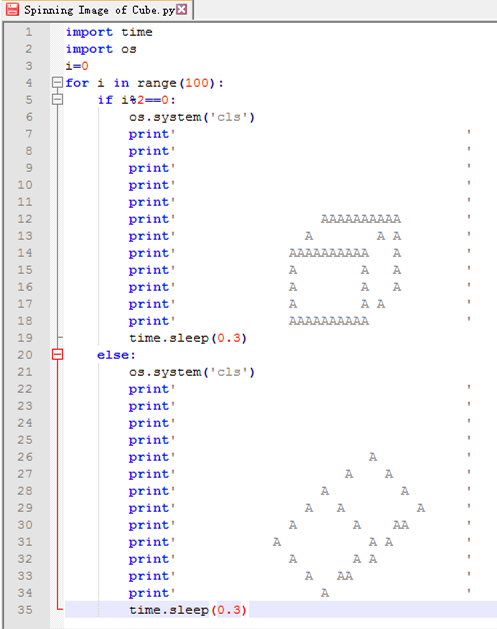 Spinning Image of Cube.py
1 import time
2 import os
3 i=0
4 for i in range(100):
5     if i%2==0:
6         os.system('cls')
7         print'                                    '
8         print'                                    '
9         print'                                    '
10         print'                                    '
11         print'                                    '
12         print'                  AAAAAAAAAA        '
13         print'                A        A A        '
14         print'              AAAAAAAAAA   A        '
15         print'              A        A   A        '
16         print'              A        A   A        '
17         print'              A        A A          '
18         print'              AAAAAAAAAA            '
19         time.sleep(0.3)
20     else:
21         os.system('cls')
22         print'                                    '
23         print'                                    '
24         print'                                    '
25         print'                                    '
26         print'                        A           '
27         print'                     A    A         '
28         print'                  A         A       '
29         print'                A   A         A     '
30         print'              A       A    AA       '
31         print'            A           A A         '
32         print'              A       A A           '
33         print'                A   AA              '
34         print'                  A                 '
35         time.sleep(0.3)